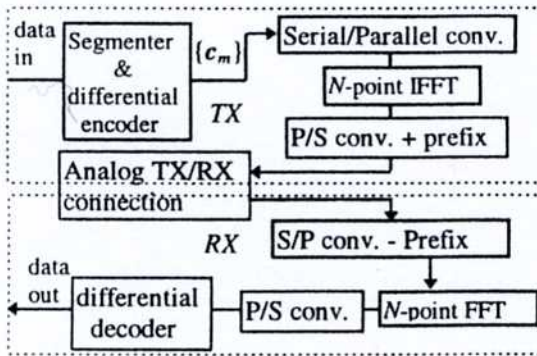 data
in
Segmenter
&
differential
encoder
{c_m}
TX
Serial/Parallel conv.
N-point IFFT
P/S conv. + prefix
Analog TX/RX
connection
RX
S/P conv. - Prefix
data
out
differential
decoder
P/S conv.
N-point FFT